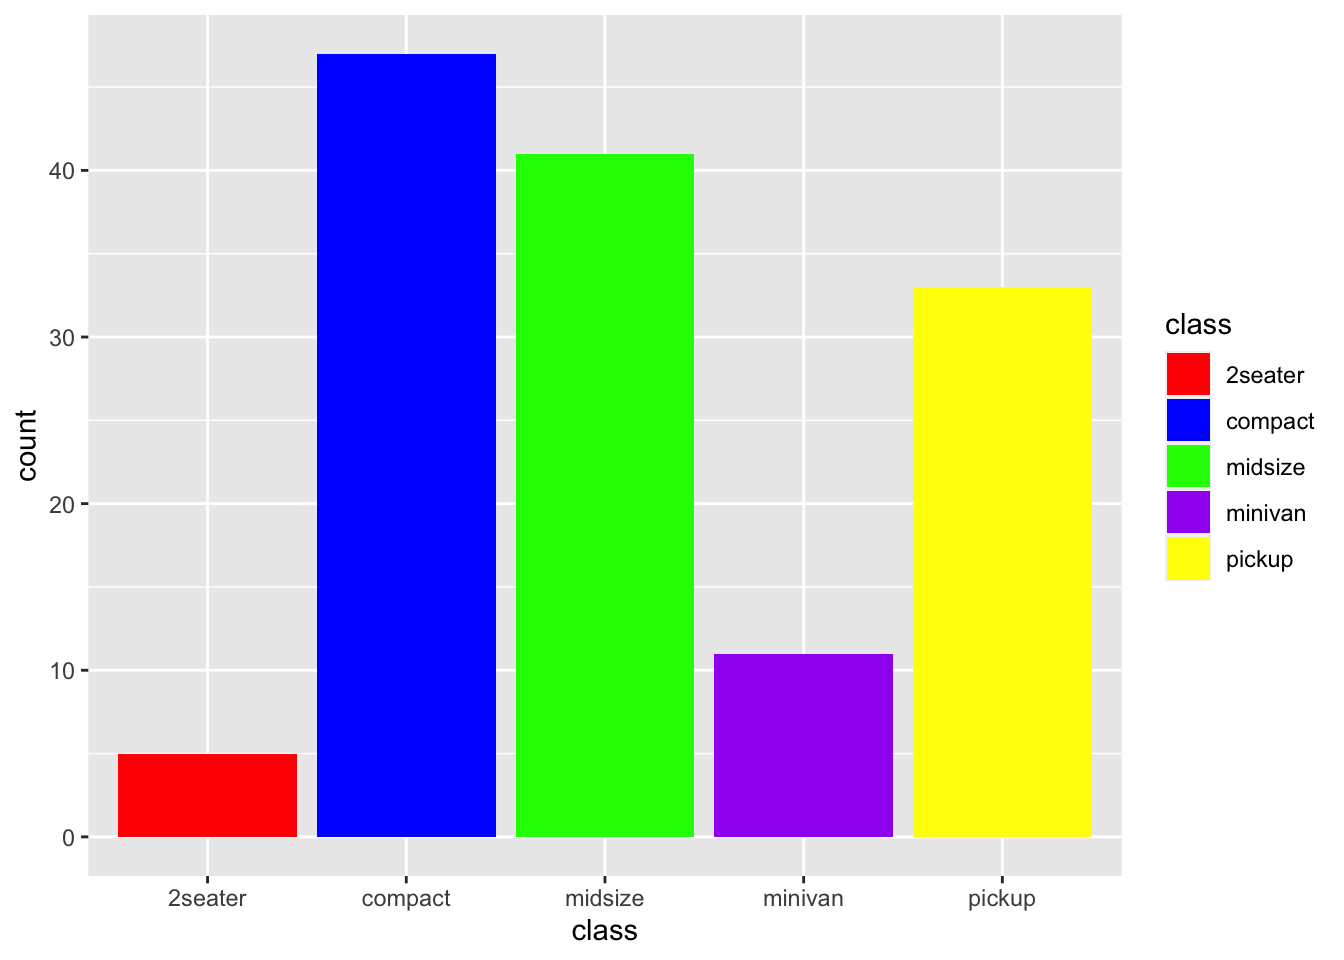 count
40
30
20
10
0
2seater compact midsize minivan pickup
class
class
2seater
compact
midsize
minivan
pickup